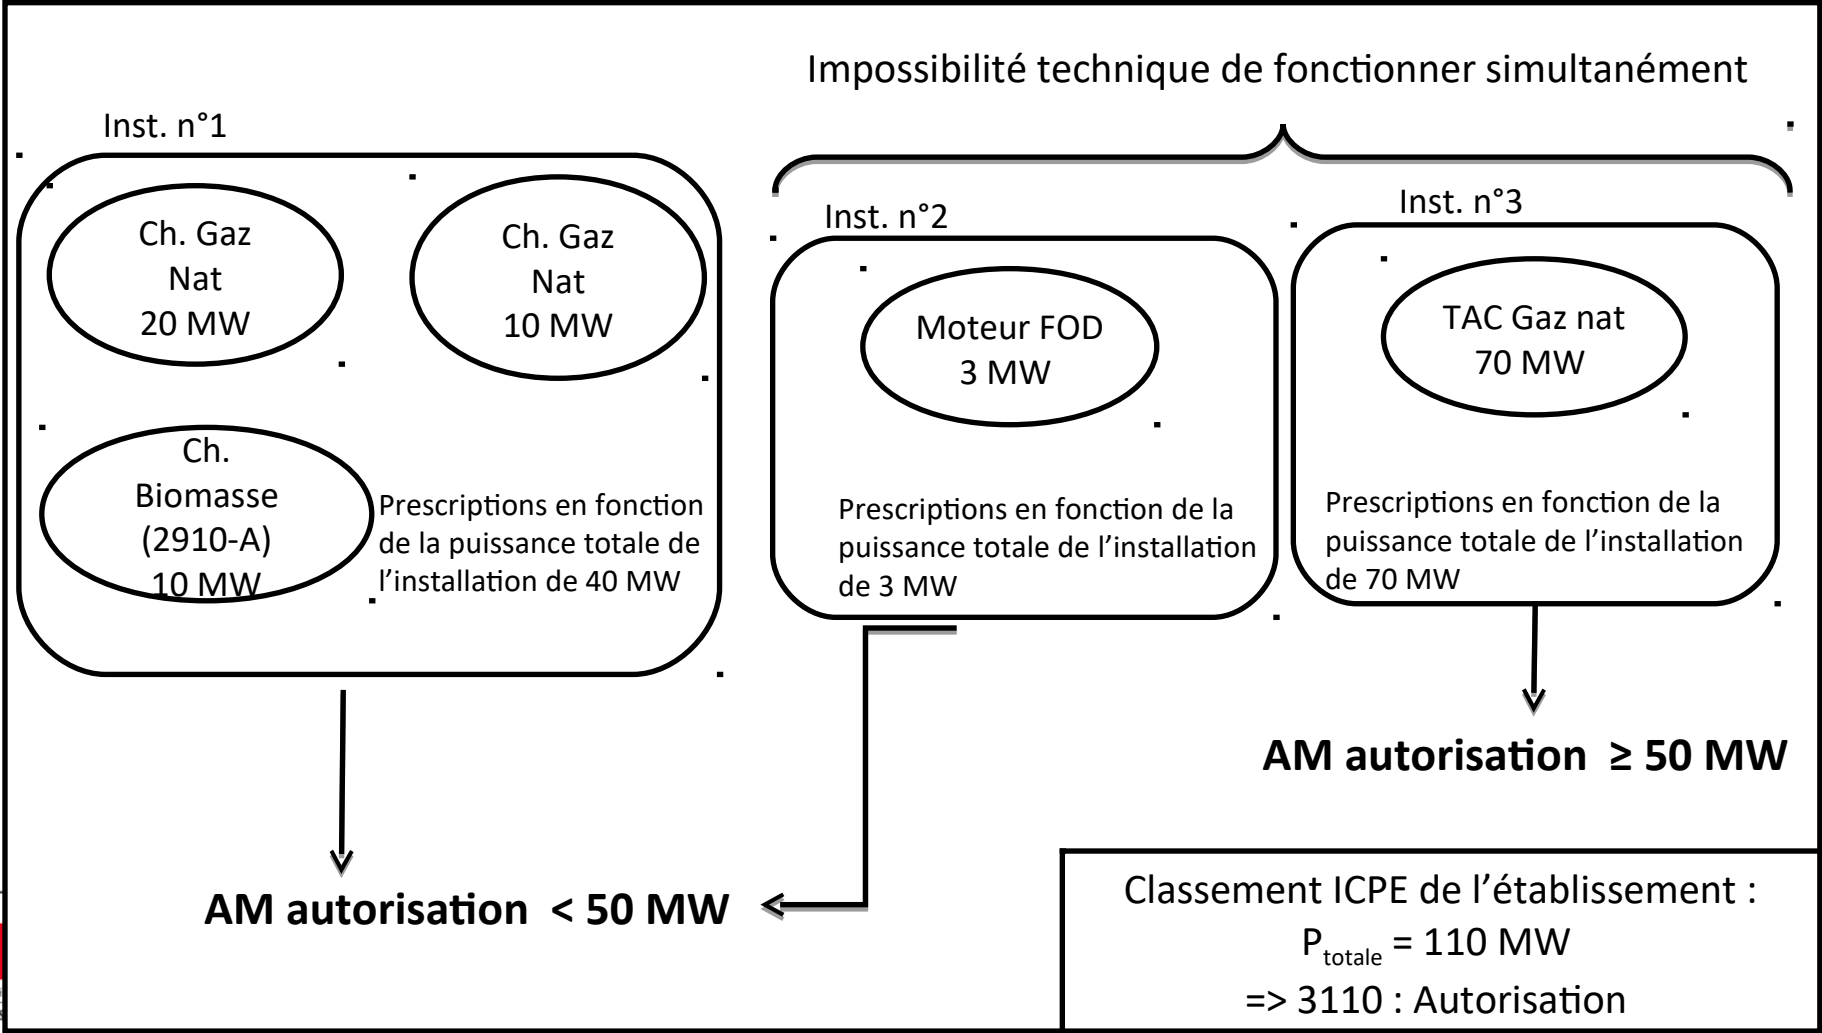 Impossibilité technique de fonctionner simultanément
Inst. n°1
Ch. Gaz
Nat
20 MW
Ch. Gaz
Nat
10 MW
Ch.
Biomasse
(2910-A)
10 MW
Prescriptions en fonction
de la puissance totale de
l’installation de 40 MW
Inst. n°2
Moteur FOD
3 MW
Prescriptions en fonction de la
puissance totale de l’installation
de 3 MW
Inst. n°3
TAC Gaz nat
70 MW
Prescriptions en fonction de la
puissance totale de l’installation
de 70 MW
AM autorisation ≥ 50 MW
AM autorisation < 50 MW
Classement ICPE de l’établissement :
Ptotale = 110 MW
=> 3110 : Autorisation